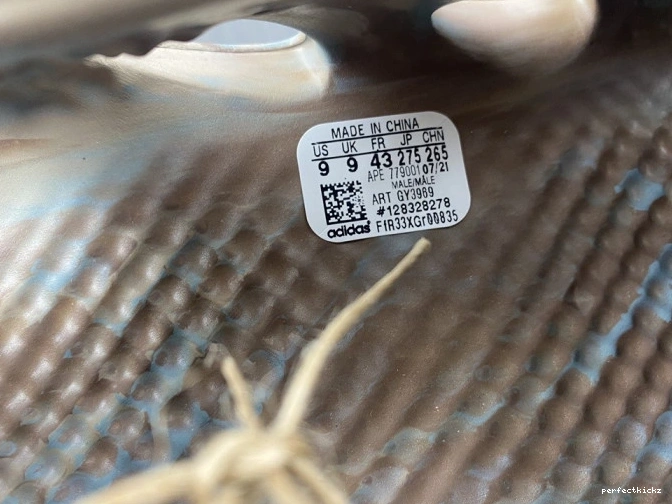 MADE IN CHINA
US UK FR JP CHN
9 9 43 275 265
APE 779001 07/21
MALE/MÂLE
ART GY3969
#128328278
adidas F1R33XGr00835
perfectkickz